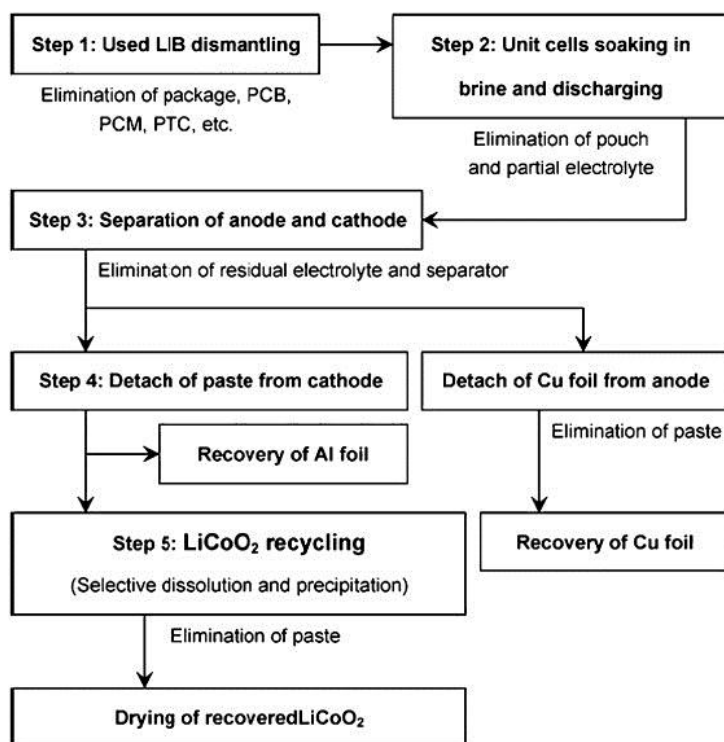 Step 1: Used LIB dismantling
Step 2: Unit cells soaking in
brine and discharging
Elimination of package, PCB,
PCM, PTC, etc.
Elimination of pouch
and partial electrolyte
Step 3: Separation of anode and cathode
Elimination of residual electrolyte and separator
Step 4: Detach of paste from cathode
Detach of Cu foil from anode
Elimination of paste
Recovery of Al foil
Step 5: LiCoO₂ recycling
(Selective dissolution and precipitation)
Recovery of Cu foil
Elimination of paste
Drying of recoveredLiCoO₂